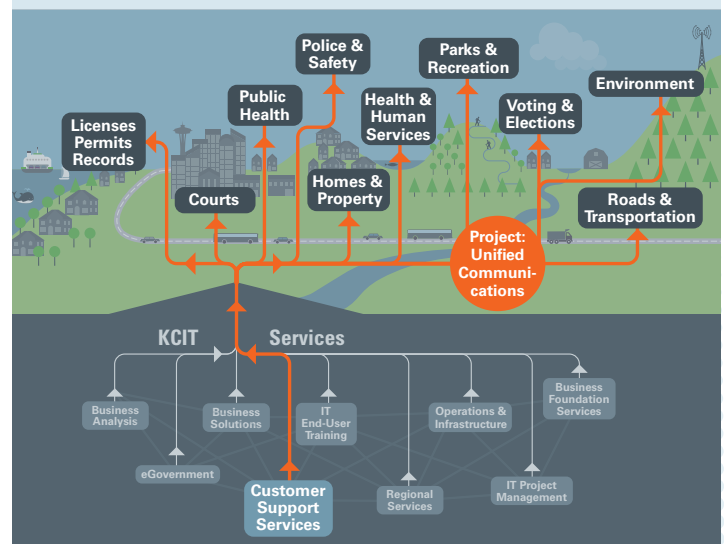 Police &
Safety
Parks &
Recreation
Environment
Public
Health
Health &
Human
Services
Voting &
Elections
Licenses
Permits
Records
Courts
Homes &
Property
Roads &
Transportation
Project:
Unified
Communi-
cations
KCIT Services
Business
Analysis
Business
Solutions
IT
End-User
Training
Operations &
Infrastructure
Business
Foundation
Services
eGovernment
Customer
Support
Services
Regional
Services
IT Project
Management